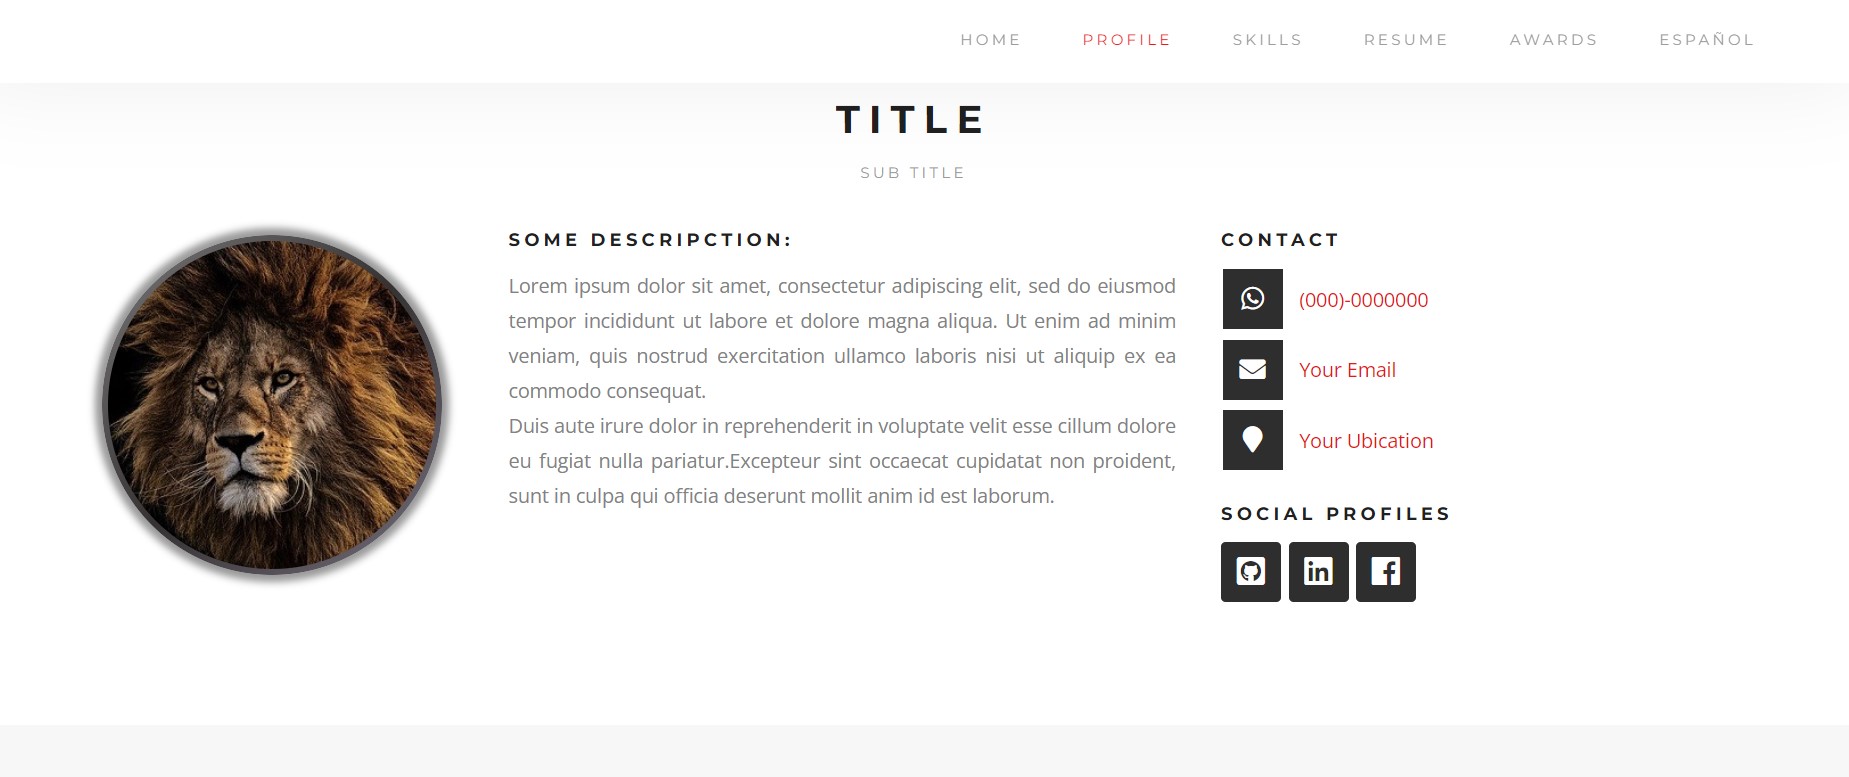 HOME PROFILE SKILLS RESUME AWARDS ESPAÑOL
TITLE
SUB TITLE
SOME DESCRIPCTION:
Lorem ipsum dolor sit amet, consectetur adipiscing elit, sed do eiusmod
tempor incididunt ut labore et dolore magna aliqua. Ut enim ad minim
veniam, quis nostrud exercitation ullamco laboris nisi ut aliquip ex ea
commodo consequat.
Duis aute irure dolor in reprehenderit in voluptate velit esse cillum dolore
eu fugiat nulla pariatur.Excepteur sint occaecat cupidatat non proident,
sunt in culpa qui officia deserunt mollit anim id est laborum.
CONTACT
(000)-0000000
Your Email
Your Ubication
SOCIAL PROFILES